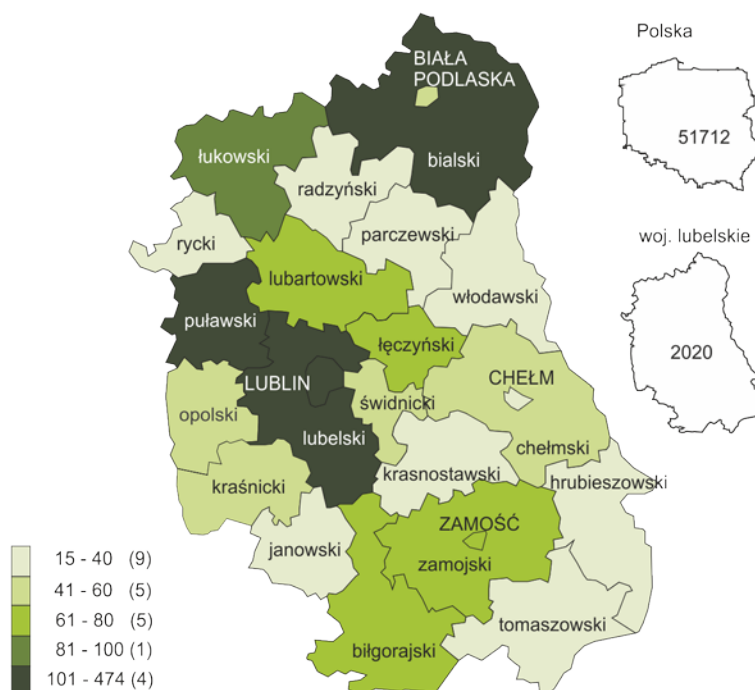 Polska
51712
woj. lubelskie
2020
BIAŁA
PODLASKA
bialski
łukowski
radzyński
parczewski
rycki
lubartowski
włodawski
puławski
łęczyński
LUBLIN
CHEŁM
świdnicki
opolski
lubelski
chełmski
krasnostawski
hrubieszowski
kraśnicki
ZAMOŚĆ
janowski
zamojski
tomaszowski
biłgorajski
15 - 40 (9)
41 - 60 (5)
61 - 80 (5)
81 - 100 (1)
101 - 474 (4)